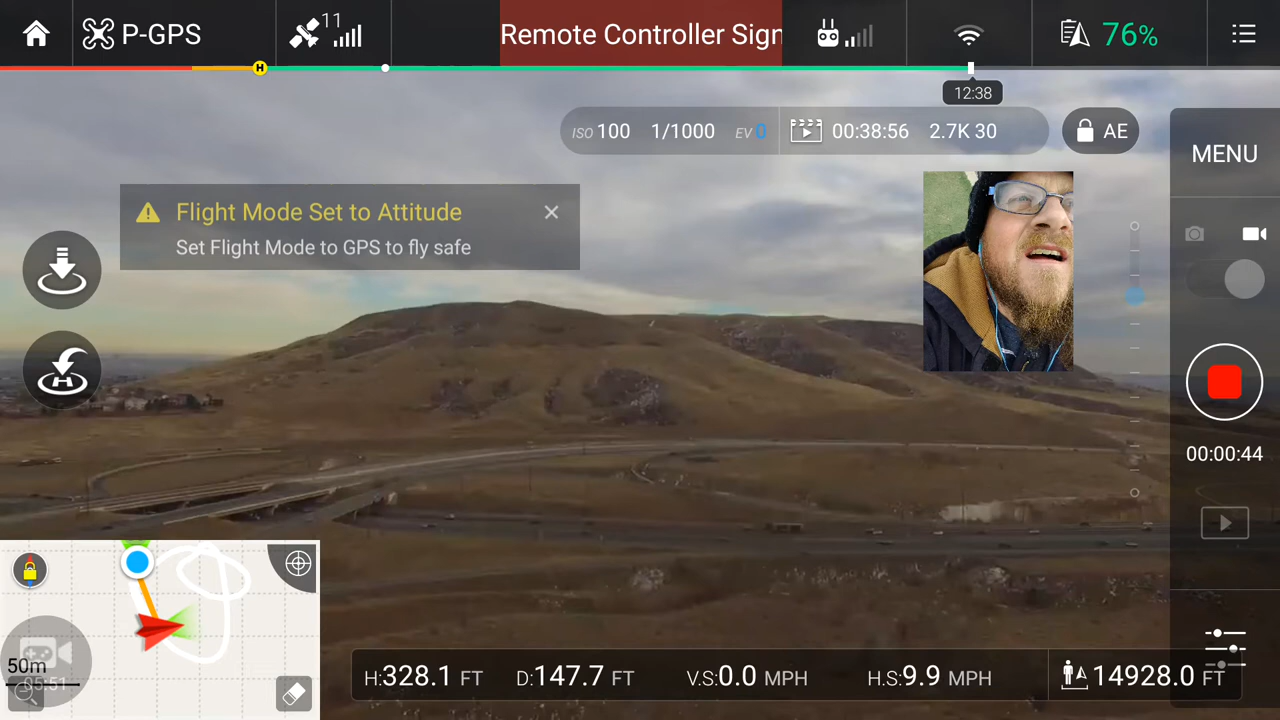 P-GPS
11
Remote Controller Sign
76%
12:38
ISO 100 1/1000 EV 0
00:38:56 2.7K 30
AE
MENU
Flight Mode Set to Attitude
Set Flight Mode to GPS to fly safe
H
H
00:00:44
50m
05:51
H:328.1 FT D:147.7 FT V.S:0.0 MPH H.S:9.9 MPH 14928.0 FT